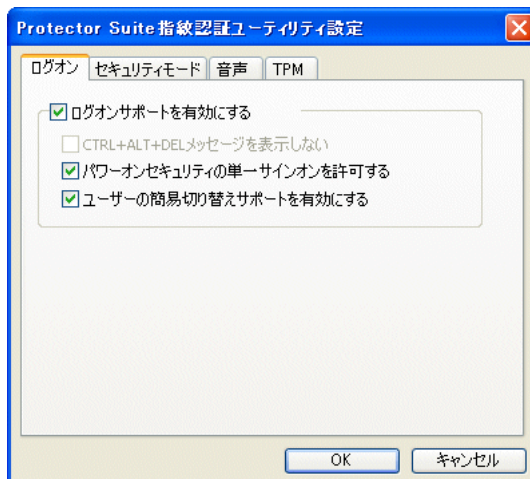 Protector Suite指紋認証ユーティリティ設定
ログオン セキュリティモード 音声 TPM
ログオンサポートを有効にする
CTRL+ALT+DELメッセージを表示しない
パワーオンセキュリティの単一サインオンを許可する
ユーザーの簡易切り替えサポートを有効にする
OK キャンセル